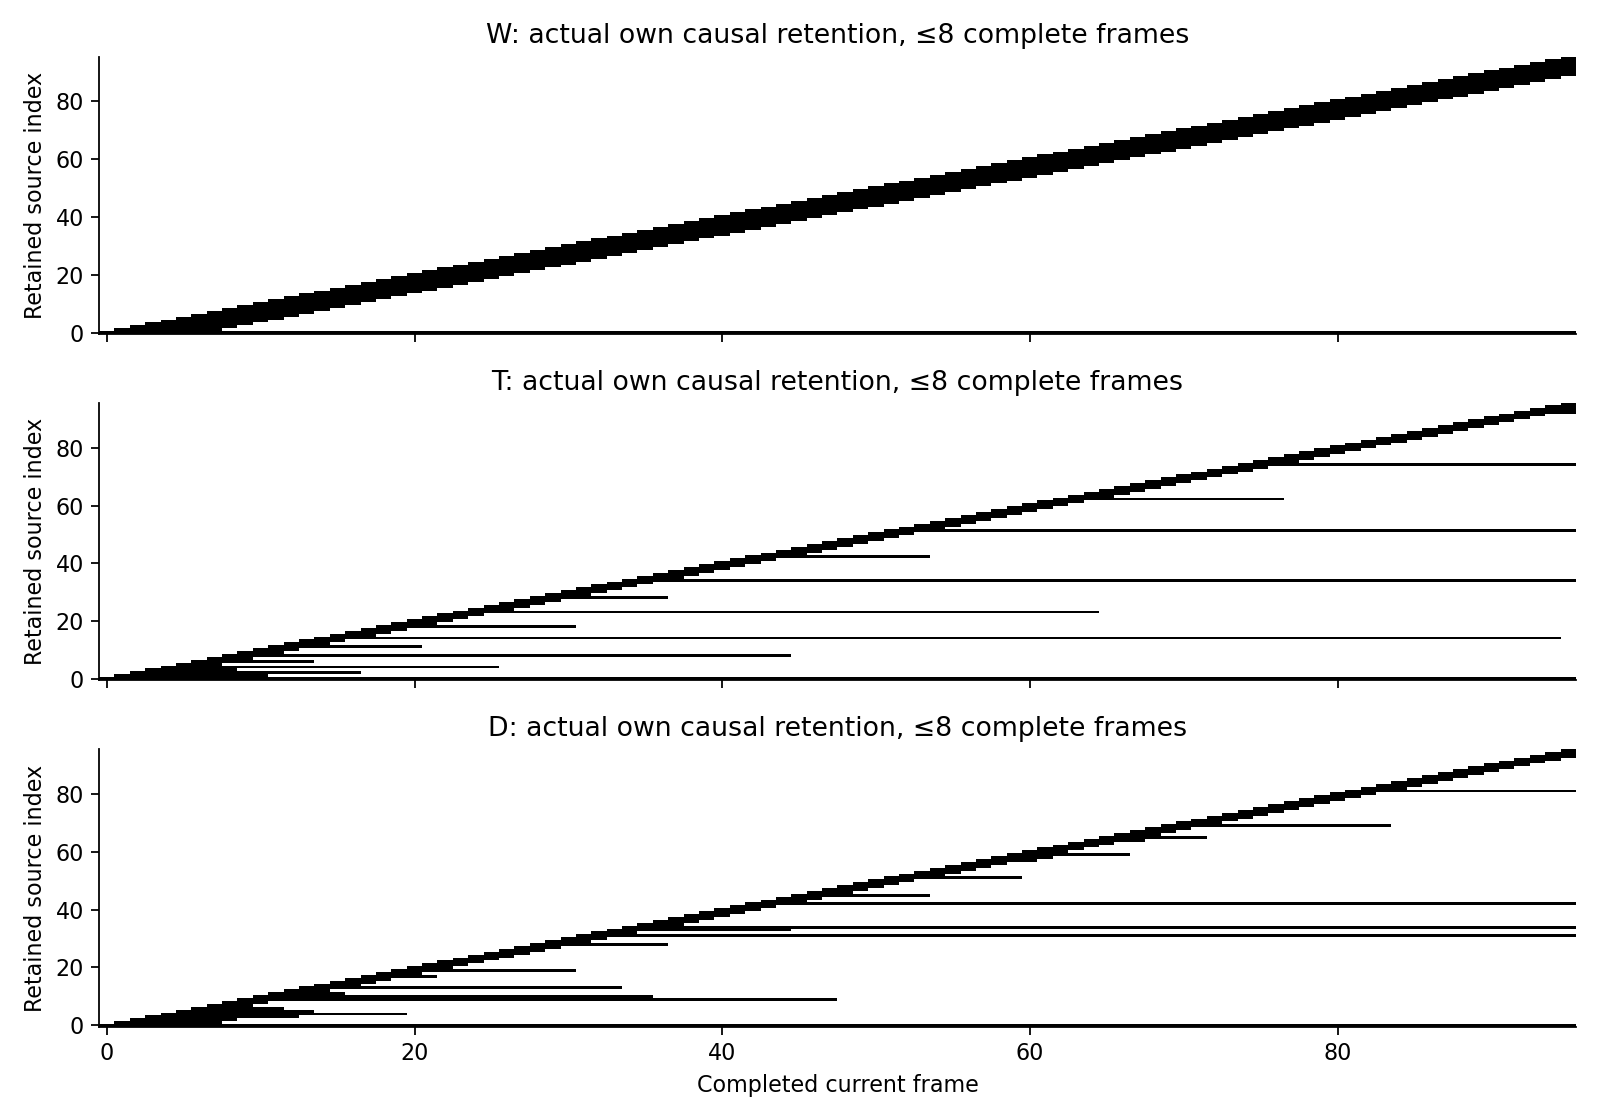 W: actual own causal retention, ≤8 complete frames
Retained source index
80
60
40
20
0
T: actual own causal retention, ≤8 complete frames
Retained source index
80
60
40
20
0
D: actual own causal retention, ≤8 complete frames
Retained source index
80
60
40
20
0
0 20 40 60 80
Completed current frame